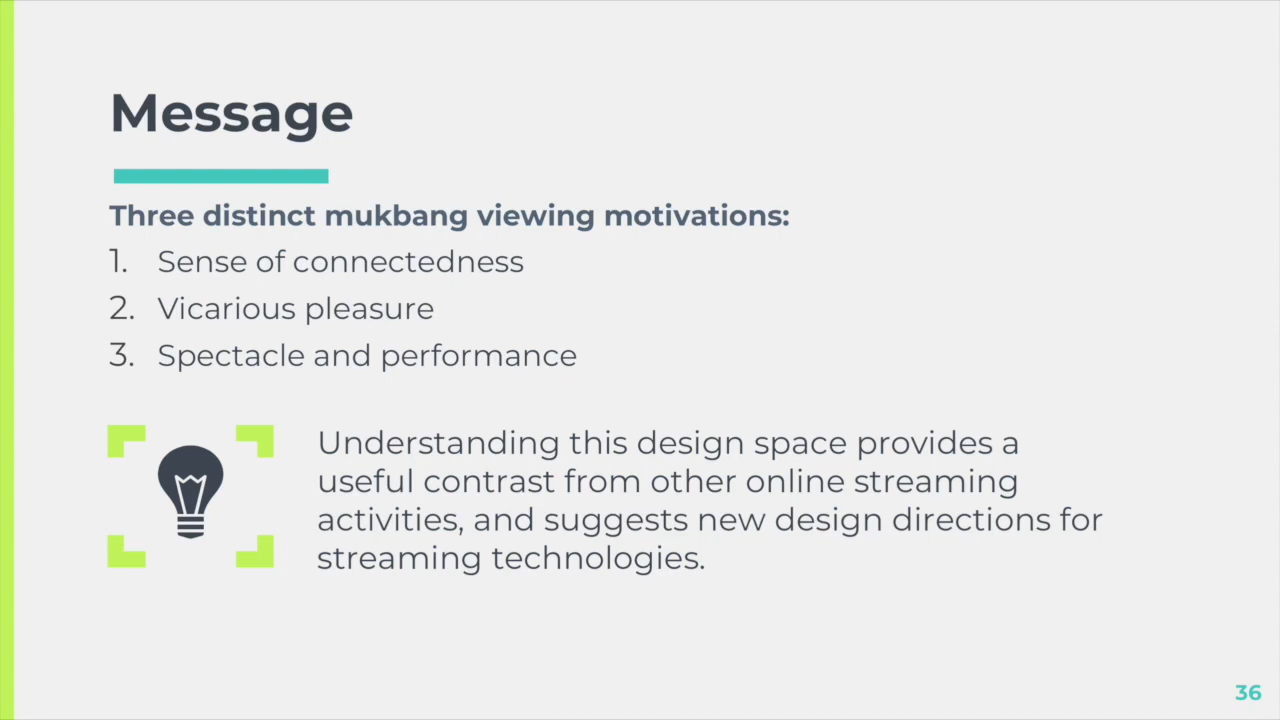 Message
Three distinct mukbang viewing motivations:
1. Sense of connectedness
2. Vicarious pleasure
3. Spectacle and performance
Understanding this design space provides a
useful contrast from other online streaming
activities, and suggests new design directions for
streaming technologies.
36